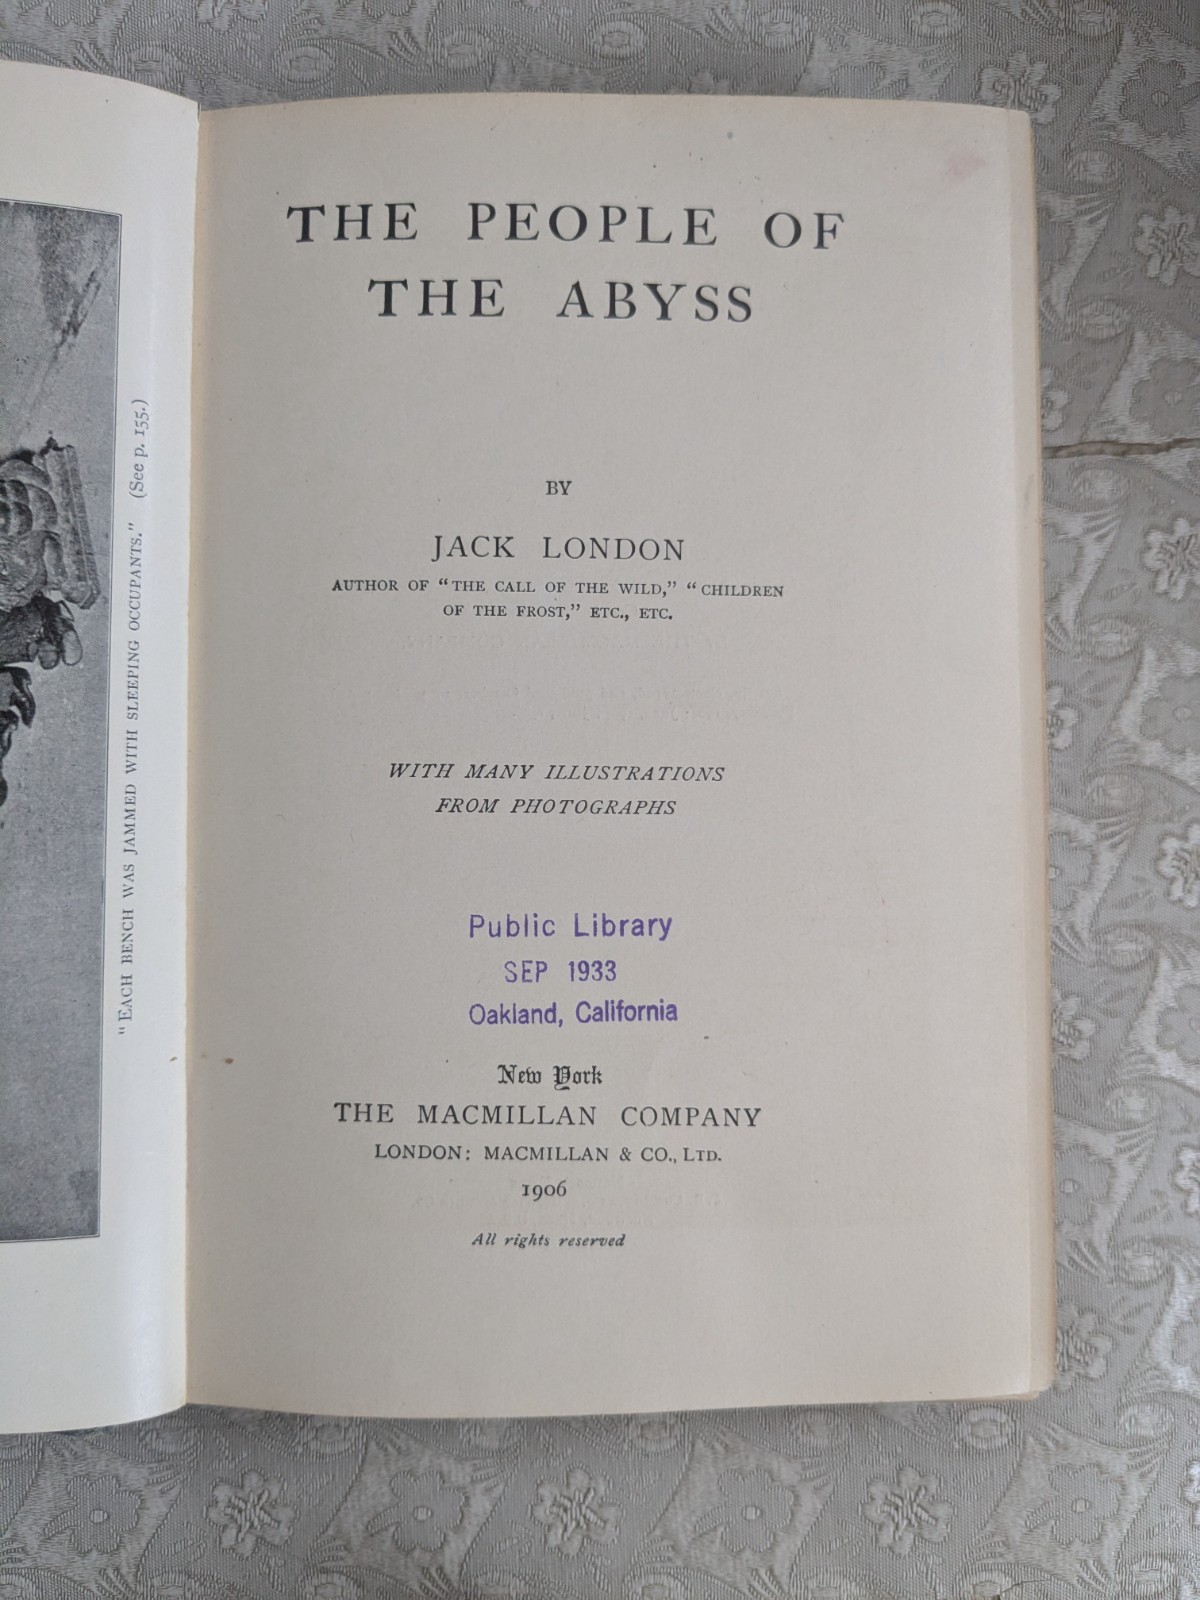 "EACH BENCH WAS JAMMED WITH SLEEPING OCCUPANTS." (See p. 155.)
THE PEOPLE OF
THE ABYSS
BY
JACK LONDON
AUTHOR OF "THE CALL OF THE WILD," "CHILDREN
OF THE FROST," ETC., ETC.
WITH MANY ILLUSTRATIONS
FROM PHOTOGRAPHS
Public Library
SEP 1933
Oakland, California
New York
THE MACMILLAN COMPANY
LONDON: MACMILLAN & CO., LTD.
1906
All rights reserved